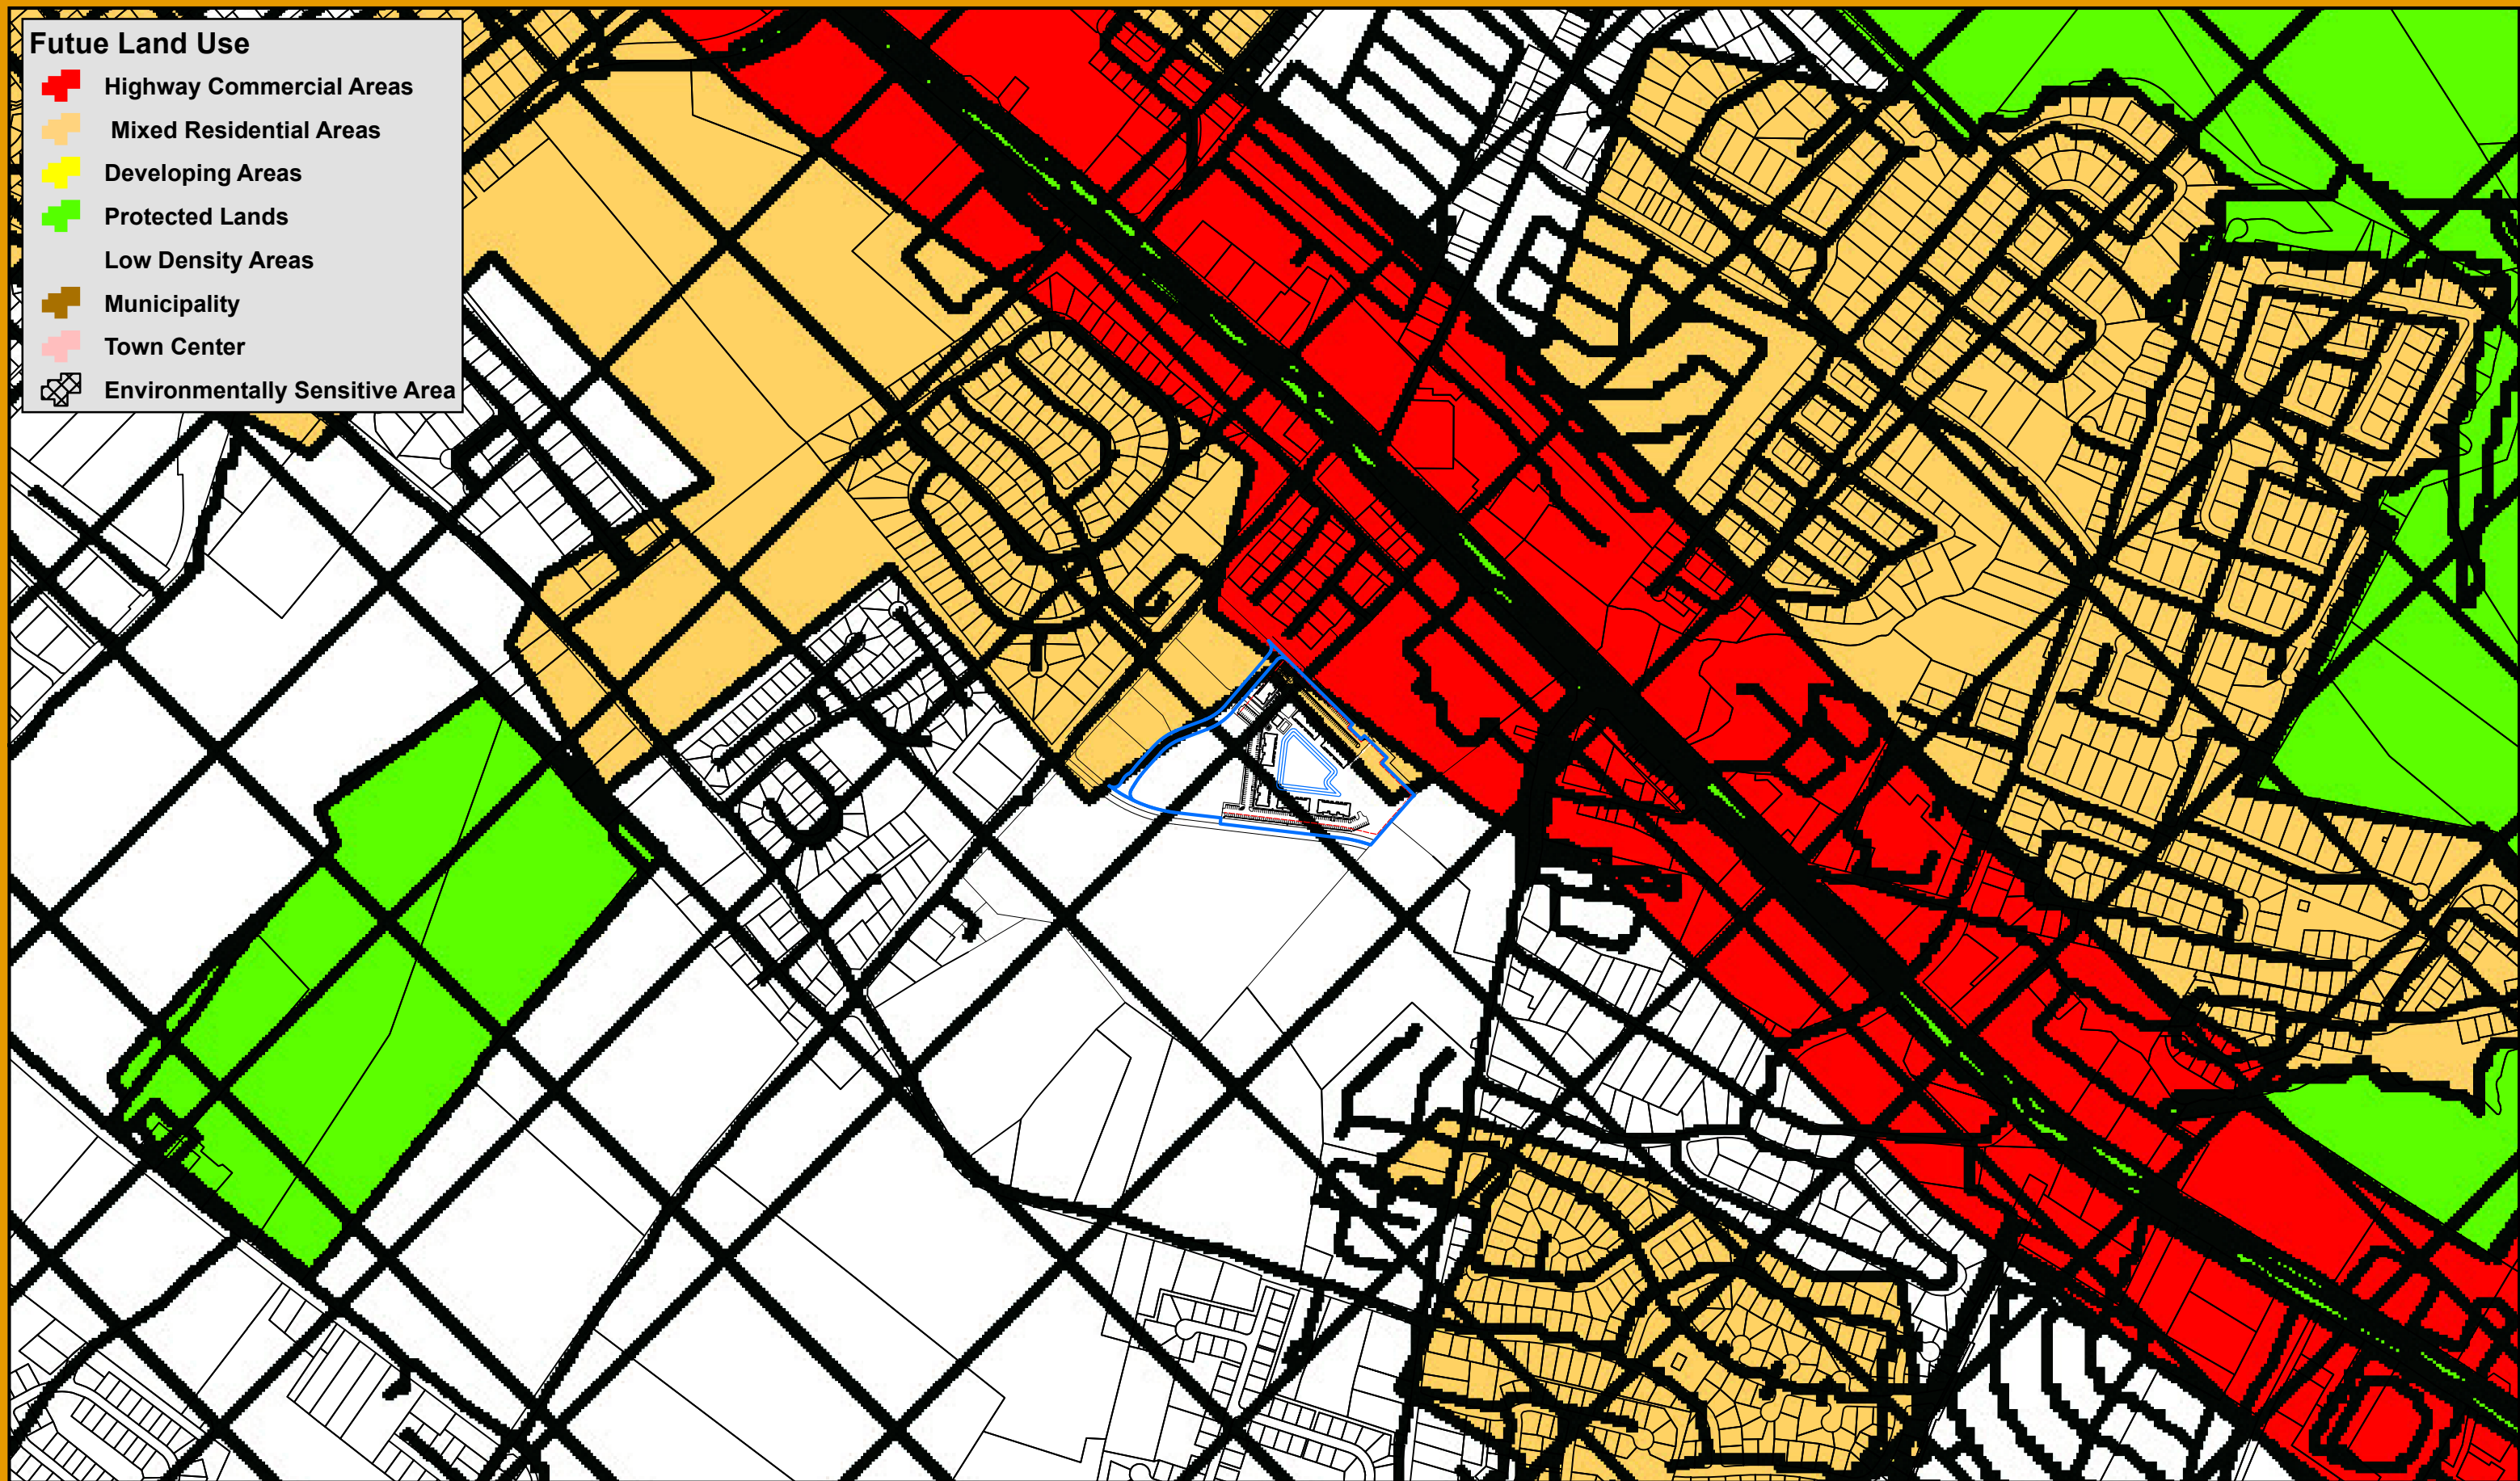 Futue Land Use
Highway Commercial Areas
Mixed Residential Areas
Developing Areas
Protected Lands
Low Density Areas
Municipality
Town Center
Environmentally Sensitive Area